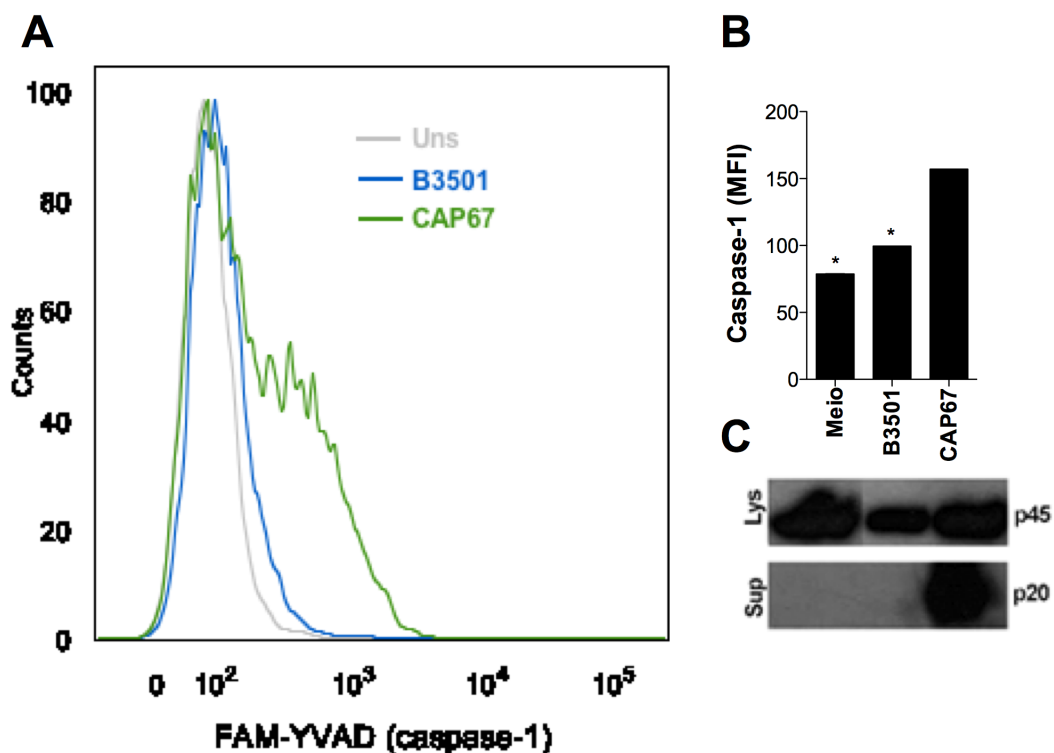 A
100
80
60
40
20
0
Counts
Uns
B3501
CAP67
0 10² 10³ 10⁴ 10⁵
FAM-YVAD (caspase-1)
B
200
150
100
50
0
Caspase-1 (MFI)
* *
Meio B3501 CAP67
C
Lys p45
Sup p20